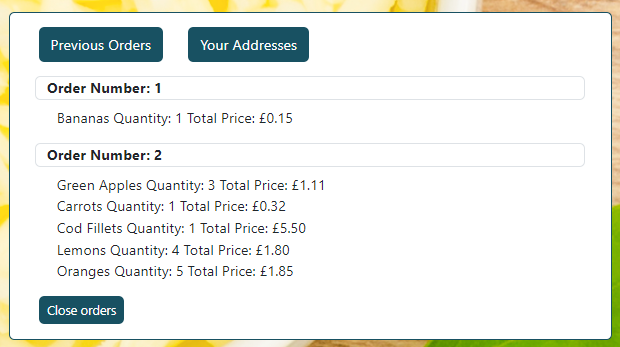 Previous Orders Your Addresses
Order Number: 1
Bananas Quantity: 1 Total Price: £0.15
Order Number: 2
Green Apples Quantity: 3 Total Price: £1.11
Carrots Quantity: 1 Total Price: £0.32
Cod Fillets Quantity: 1 Total Price: £5.50
Lemons Quantity: 4 Total Price: £1.80
Oranges Quantity: 5 Total Price: £1.85
Close orders